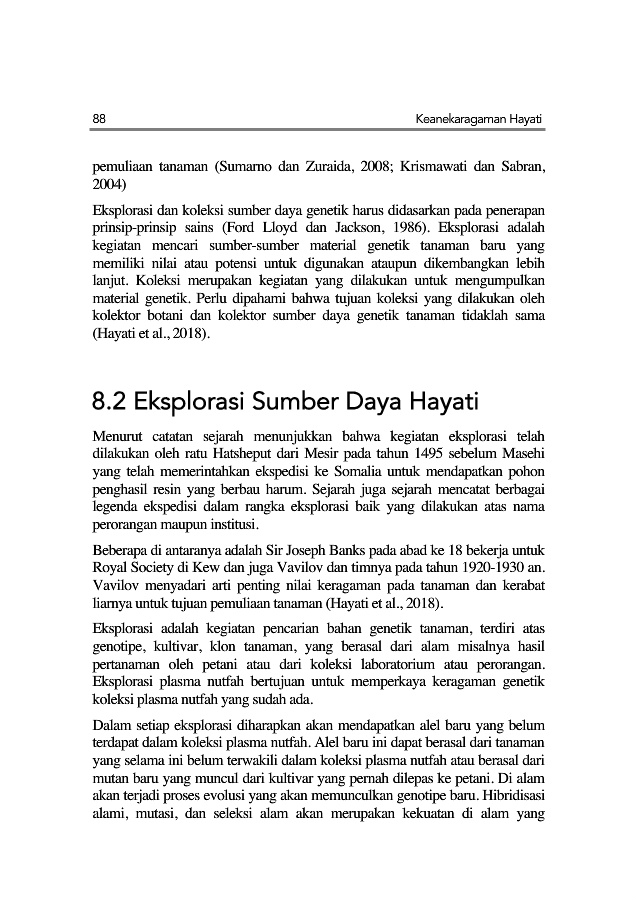 88 Keanekaragaman Hayati
pemuliaan tanaman (Sumarno dan Zuraida, 2008; Krismawati dan Sabran,
2004)
Eksplorasi dan koleksi sumber daya genetik harus didasarkan pada penerapan
prinsip-prinsip sains (Ford Lloyd dan Jackson, 1986). Eksplorasi adalah
kegiatan mencari sumber-sumber material genetik tanaman baru yang
memiliki nilai atau potensi untuk digunakan ataupun dikembangkan lebih
lanjut. Koleksi merupakan kegiatan yang dilakukan untuk mengumpulkan
material genetik. Perlu dipahami bahwa tujuan koleksi yang dilakukan oleh
kolektor botani dan kolektor sumber daya genetik tanaman tidaklah sama
(Hayati et al., 2018).
8.2 Eksplorasi Sumber Daya Hayati
Menurut catatan sejarah menunjukkan bahwa kegiatan eksplorasi telah
dilakukan oleh ratu Hatsheput dari Mesir pada tahun 1495 sebelum Masehi
yang telah memerintahkan ekspedisi ke Somalia untuk mendapatkan pohon
penghasil resin yang berbau harum. Sejarah juga sejarah mencatat berbagai
legenda ekspedisi dalam rangka eksplorasi baik yang dilakukan atas nama
perorangan maupun institusi.
Beberapa di antaranya adalah Sir Joseph Banks pada abad ke 18 bekerja untuk
Royal Society di Kew dan juga Vavilov dan timnya pada tahun 1920-1930 an.
Vavilov menyadari arti penting nilai keragaman pada tanaman dan kerabat
liarnya untuk tujuan pemuliaan tanaman (Hayati et al., 2018).
Eksplorasi adalah kegiatan pencarian bahan genetik tanaman, terdiri atas
genotipe, kultivar, klon tanaman, yang berasal dari alam misalnya hasil
pertanaman oleh petani atau dari koleksi laboratorium atau perorangan.
Eksplorasi plasma nutfah bertujuan untuk memperkaya keragaman genetik
koleksi plasma nutfah yang sudah ada.
Dalam setiap eksplorasi diharapkan akan mendapatkan alel baru yang belum
terdapat dalam koleksi plasma nutfah. Alel baru ini dapat berasal dari tanaman
yang selama ini belum terwakili dalam koleksi plasma nutfah atau berasal dari
mutan baru yang muncul dari kultivar yang pernah dilepas ke petani. Di alam
akan terjadi proses evolusi yang akan memunculkan genotipe baru. Hibridisasi
alami, mutasi, dan seleksi alam akan merupakan kekuatan di alam yang